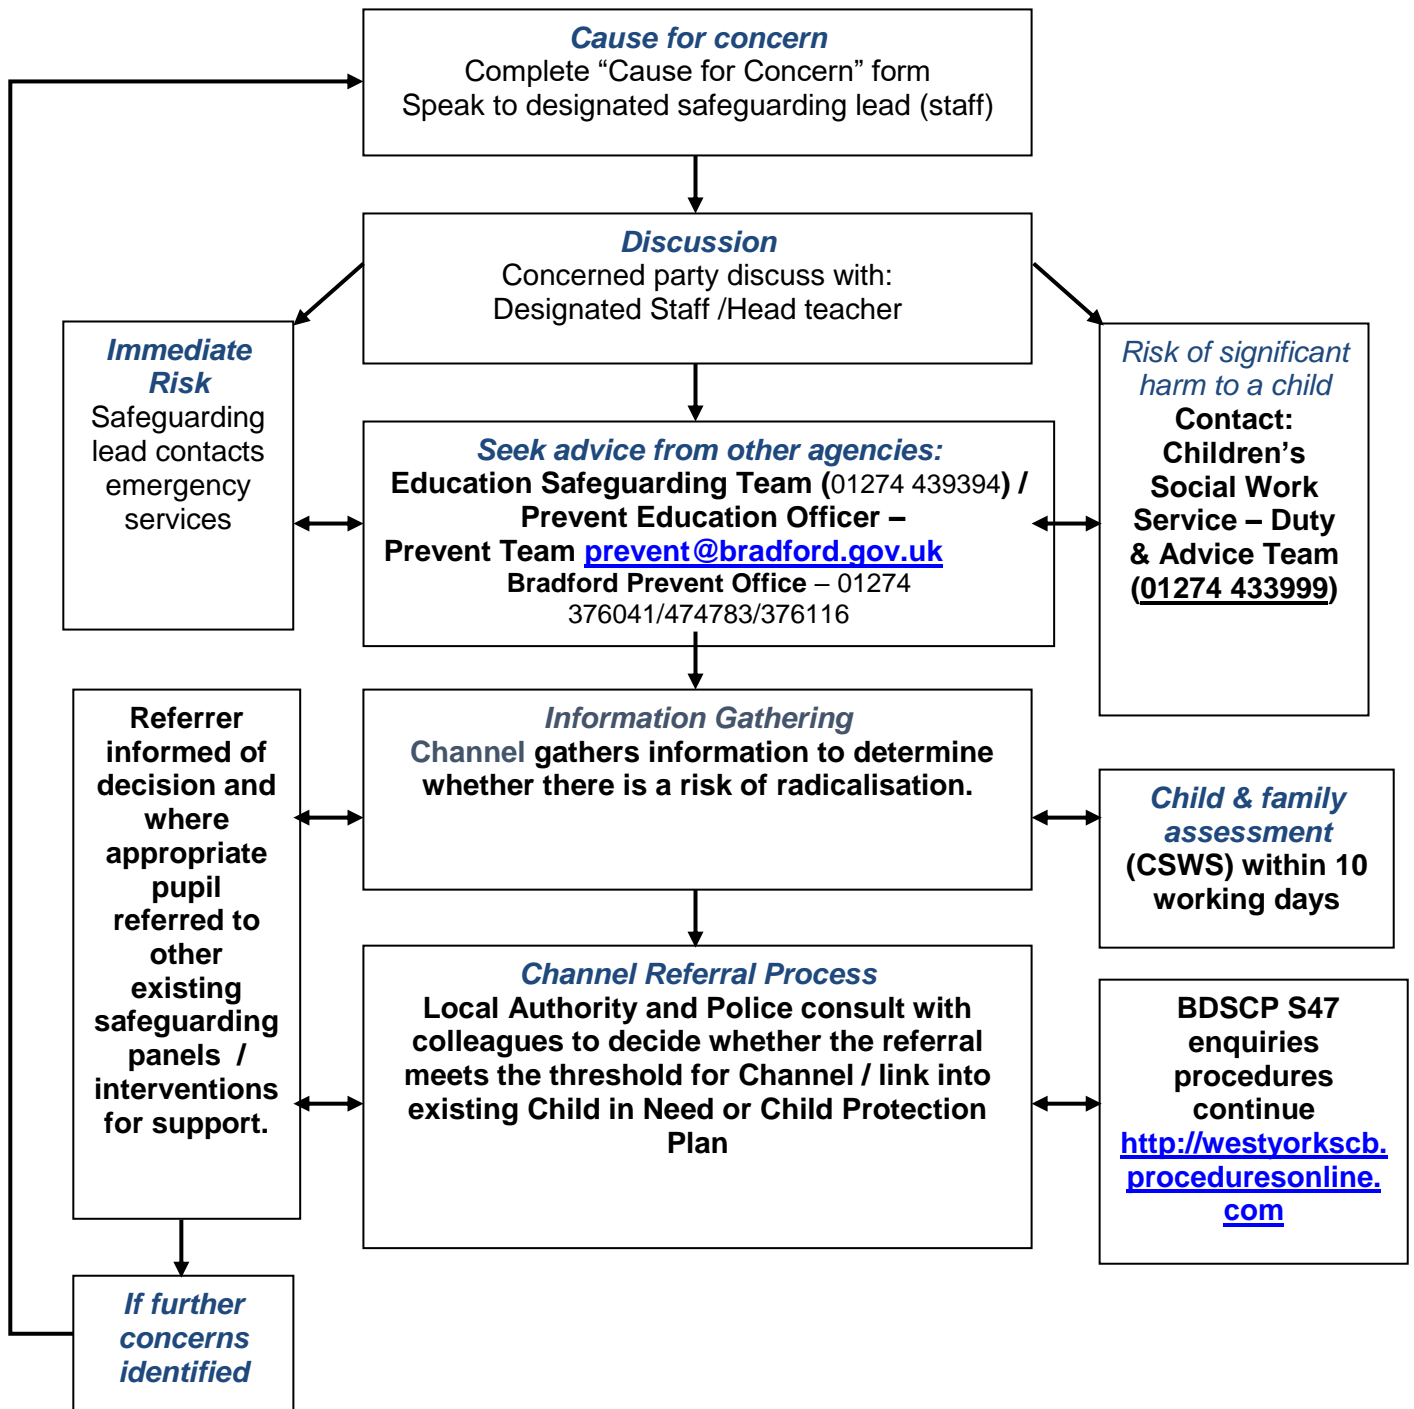 Cause for concern
Complete “Cause for Concern” form
Speak to designated safeguarding lead (staff)
Discussion
Concerned party discuss with:
Designated Staff /Head teacher
Immediate
Risk
Safeguarding
lead contacts
emergency
services
Seek advice from other agencies:
Education Safeguarding Team (01274 439394) /
Prevent Education Officer –
Prevent Team prevent@bradford.gov.uk
Bradford Prevent Office – 01274
376041/474783/376116
Risk of significant
harm to a child
Contact:
Children’s
Social Work
Service – Duty
& Advice Team
(01274 433999)
Referrer
informed of
decision and
where
appropriate
pupil
referred to
other
existing
safeguarding
panels /
interventions
for support.
Information Gathering
Channel gathers information to determine
whether there is a risk of radicalisation.
Child & family
assessment
(CSWS) within 10
working days
Channel Referral Process
Local Authority and Police consult with
colleagues to decide whether the referral
meets the threshold for Channel / link into
existing Child in Need or Child Protection
Plan
BDSCP S47
enquiries
procedures
continue
http://westyorkscb.
proceduresonline.
com
If further
concerns
identified